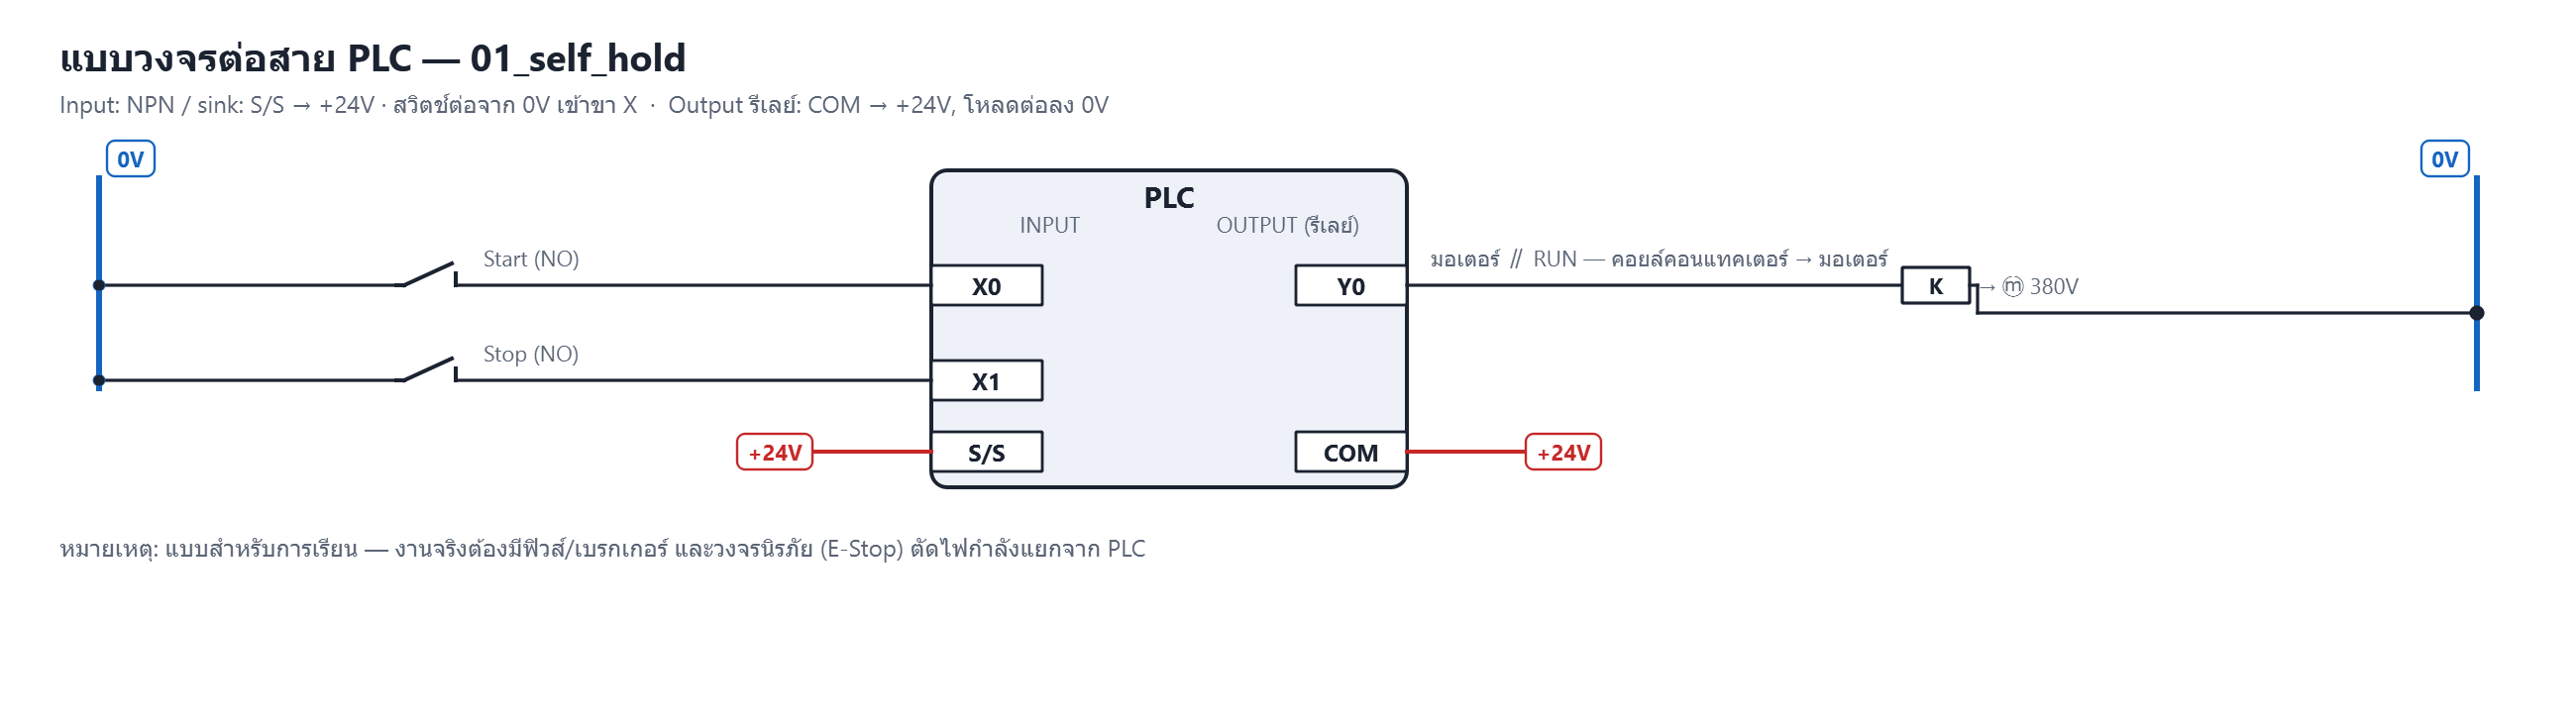 แบบวงจรต่อสาย PLC — 01_self_hold
Input: NPN / sink: S/S → +24V · สวิตช์ต่อจาก 0V เข้าขา X · Output รีเลย์: COM → +24V, โหลดต่อลง 0V
0V
0V
PLC
INPUT
OUTPUT (รีเลย์)
Start (NO)
X0
Y0
มอเตอร์ // RUN — คอยล์คอนแทคเตอร์ → มอเตอร์
K
→ ⓜ 380V
Stop (NO)
X1
+24V
S/S
COM
+24V
หมายเหตุ: แบบสำหรับการเรียน — งานจริงต้องมีฟิวส์/เบรกเกอร์ และวงจรนิรภัย (E-Stop) ตัดไฟกำลังแยกจาก PLC